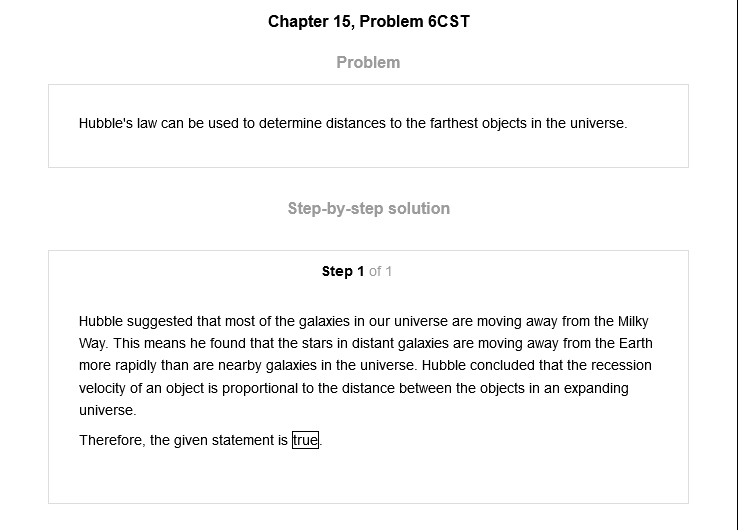 Chapter 15, Problem 6CST
Problem
Hubble's law can be used to determine distances to the farthest objects in the universe.
Step-by-step solution
Step 1 of 1
Hubble suggested that most of the galaxies in our universe are moving away from the Milky
Way. This means he found that the stars in distant galaxies are moving away from the Earth
more rapidly than are nearby galaxies in the universe. Hubble concluded that the recession
velocity of an object is proportional to the distance between the objects in an expanding
universe.
Therefore, the given statement is true.